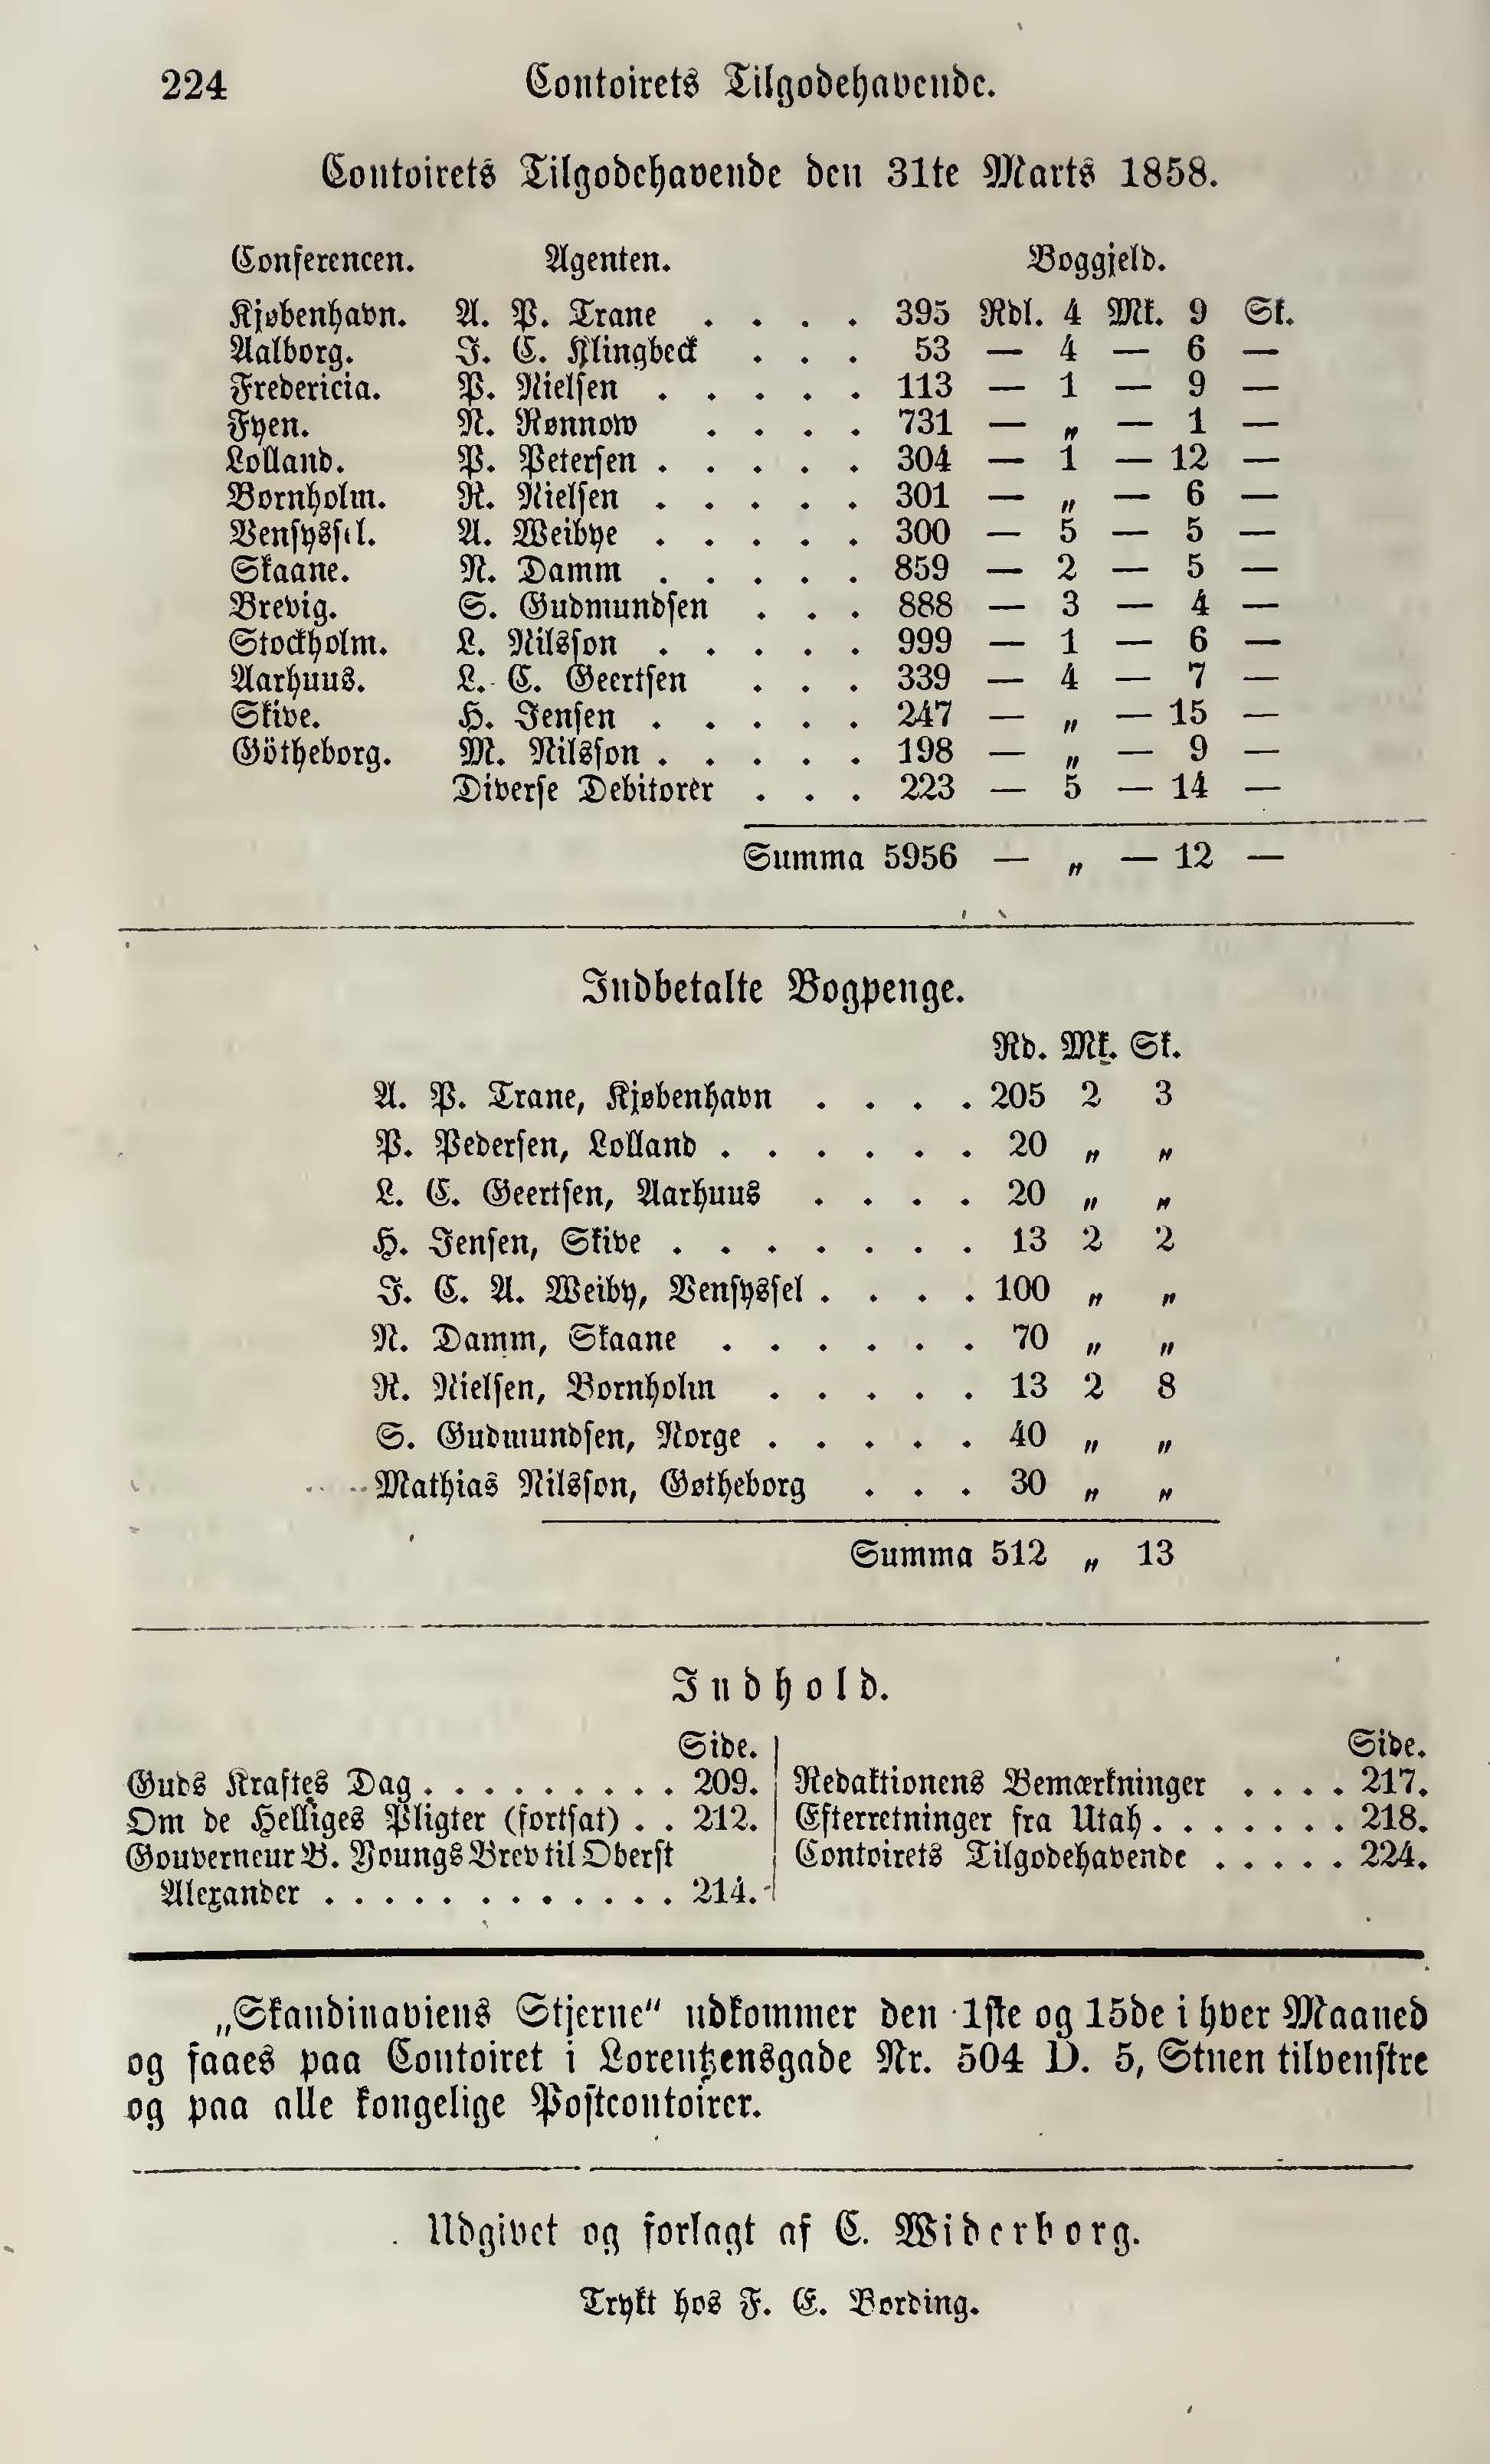 224 Contoirets Tilgodehavende.
Contoirets Tilgodehavende den 31te Marts 1858.
Conferencen. Agenten. Boggjeld.
Kjøbenhavn. A. P. Trane . . . . 395 Rdl. 4 Mk. 9 Sk.
Aalborg. J. C. Klingbeck . . . 53 — 4 — 6 —
Fredericia. P. Nielsen . . . . . 113 — 1 — 9 —
Fyen. N. Rønnow . . . . 731 — „ — 1 —
Lolland. P. Petersen . . . . . 304 — 1 — 12 —
Bornholm. R. Nielsen . . . . . 301 — „ — 6 —
Vensyssel. A. Weibye . . . . . 300 — 5 — 5 —
Skaane. N. Damm . . . . . 859 — 2 — 5 —
Brevig. S. Gudmundsen . . . 888 — 3 — 4 —
Stockholm. L. Nilsson . . . . . 999 — 1 — 6 —
Aarhuus. L. C. Geertsen . . . 339 — 4 — 7 —
Skive. H. Jensen . . . . . 247 — „ — 15 —
Götheborg. M. Nilsson . . . . . 198 — „ — 9 —
Diverse Debitorer . . . 223 — 5 — 14 —
Summa 5956 — „ — 12 —
Indbetalte Bogpenge.
Rd. Mk. Sk.
A. P. Trane, Kjøbenhavn . . . . 205 2 3
P. Pedersen, Lolland . . . . . . 20 „ „
L. C. Geertsen, Aarhuus . . . . 20 „ „
H. Jensen, Skive . . . . . . . 13 2 2
J. C. A. Weiby, Vensyssel . . . . 100 „ „
N. Damm, Skaane . . . . . . 70 „ „
R. Nielsen, Bornholm . . . . . 13 2 8
S. Gudmundsen, Norge . . . . . 40 „ „
Mathias Nilsson, Gøtheborg . . . 30 „ „
Summa 512 „ 13
Indhold.
Side.
Guds Kraftes Dag . . . . . . . . . 209.
Om de Helliges Pligter (fortsat) . . 212.
Gouverneur B. Youngs Brev til Oberst
Alexander . . . . . . . . . . . . 214.
Side.
Redaktionens Bemærkninger . . . . 217.
Efterretninger fra Utah . . . . . . . 218.
Contoirets Tilgodehavende . . . . . 224.
„Skandinaviens Stjerne" udkommer den 1ste og 15de i hver Maaned
og faaes paa Contoiret i Lorentzensgade Nr. 504 D. 5, Stuen tilvenstre
og paa alle kongelige Postcontoirer.
Udgivet og forlagt af C. Widerborg.
Trykt hos F. E. Bording.